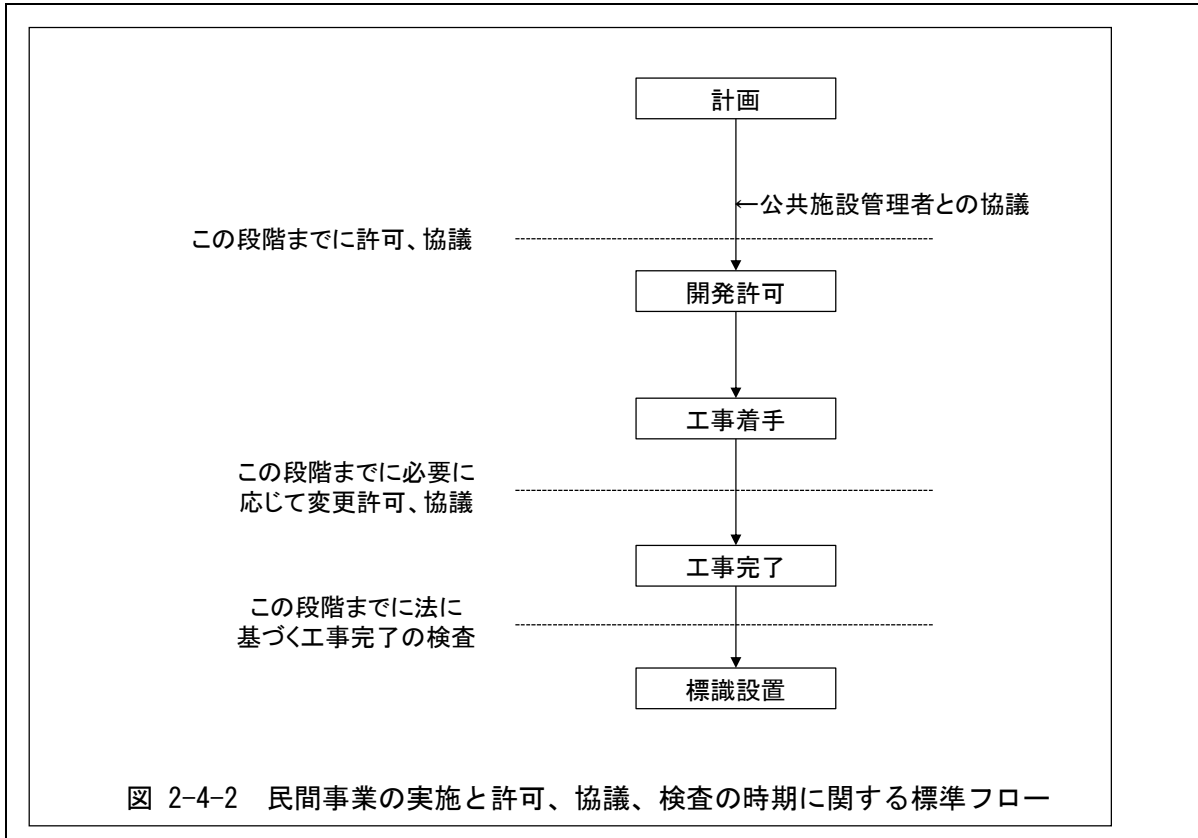 計画
←公共施設管理者との協議
この段階までに許可、協議
開発許可
工事着手
この段階までに必要に
応じて変更許可、協議
工事完了
この段階までに法に
基づく工事完了の検査
標識設置
図 2-4-2 民間事業の実施と許可、協議、検査の時期に関する標準フロー